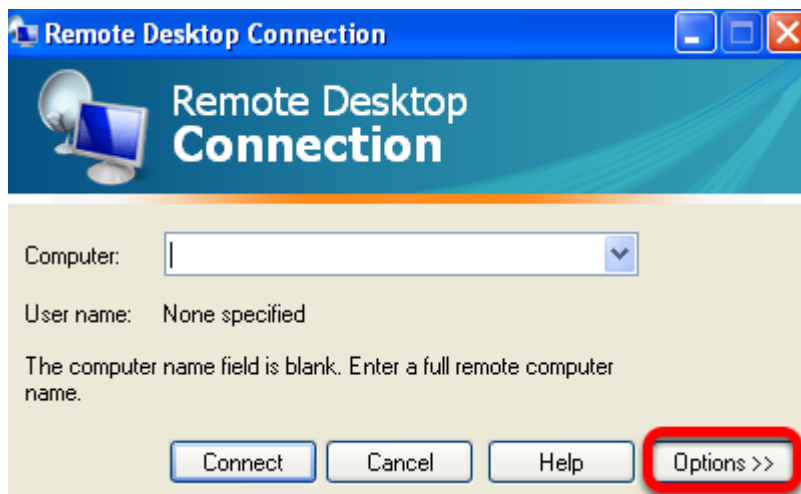 Remote Desktop Connection
Remote Desktop
Connection
Computer:
User name: None specified
The computer name field is blank. Enter a full remote computer
name.
Connect Cancel Help Options >>